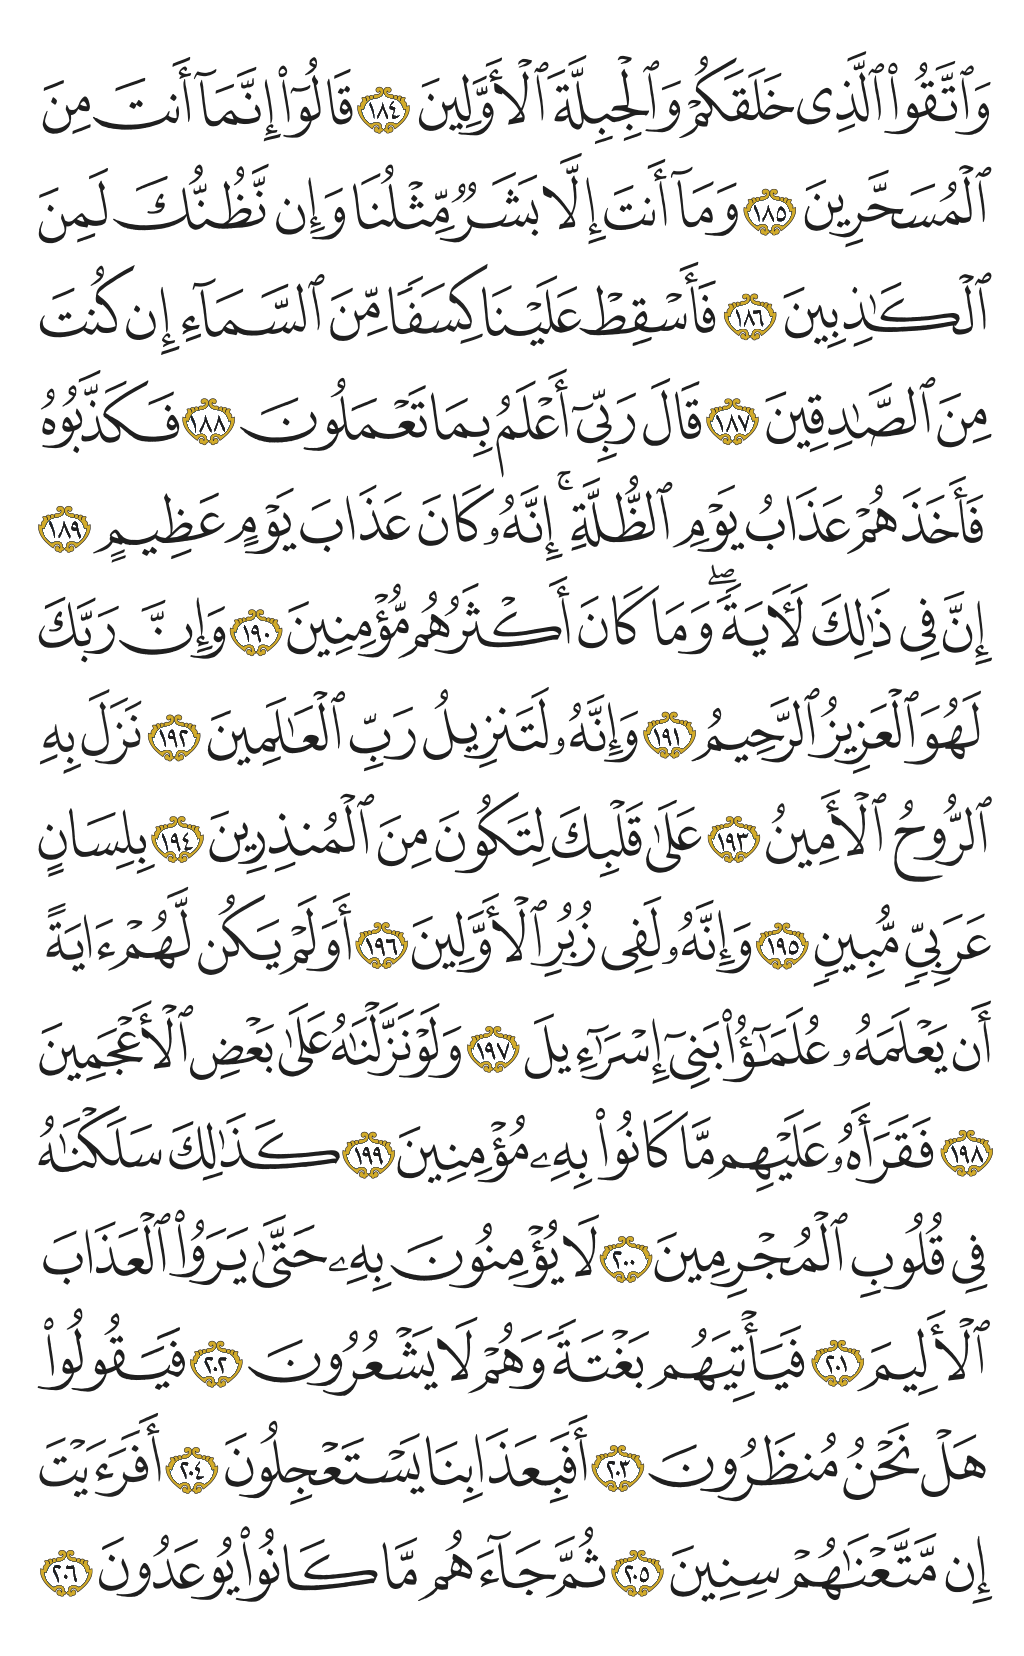 وَٱتَّقُوا۟ ٱلَّذِى خَلَقَكُمْ وَٱلْجِبِلَّةَ ٱلْأَوَّلِينَ ١٨٤ قَالُوٓا۟ إِنَّمَآ أَنتَ مِنَ
ٱلْمُسَحَّرِينَ ١٨٥ وَمَآ أَنتَ إِلَّا بَشَرٌ مِّثْلُنَا وَإِن نَّظُنُّكَ لَمِنَ
ٱلْكَـٰذِبِينَ ١٨٦ فَأَسْقِطْ عَلَيْنَا كِسَفًا مِّنَ ٱلسَّمَآءِ إِن كُنتَ
مِنَ ٱلصَّـٰدِقِينَ ١٨٧ قَالَ رَبِّىٓ أَعْلَمُ بِمَا تَعْمَلُونَ ١٨٨ فَكَذَّبُوهُ
فَأَخَذَهُمْ عَذَابُ يَوْمِ ٱلظُّلَّةِ ۚ إِنَّهُۥ كَانَ عَذَابَ يَوْمٍ عَظِيمٍ ١٨٩
إِنَّ فِى ذَٰلِكَ لَـَٔايَةً ۖ وَمَا كَانَ أَكْثَرُهُم مُّؤْمِنِينَ ١٩٠ وَإِنَّ رَبَّكَ
لَهُوَ ٱلْعَزِيزُ ٱلرَّحِيمُ ١٩١ وَإِنَّهُۥ لَتَنزِيلُ رَبِّ ٱلْعَـٰلَمِينَ ١٩٢ نَزَلَ بِهِ
ٱلرُّوحُ ٱلْأَمِينُ ١٩٣ عَلَىٰ قَلْبِكَ لِتَكُونَ مِنَ ٱلْمُنذِرِينَ ١٩٤ بِلِسَانٍ
عَرَبِىٍّ مُّبِينٍ ١٩٥ وَإِنَّهُۥ لَفِى زُبُرِ ٱلْأَوَّلِينَ ١٩٦ أَوَلَمْ يَكُن لَّهُمْ ءَايَةً
أَن يَعْلَمَهُۥ عُلَمَـٰٓؤُا۟ بَنِىٓ إِسْرَٰٓءِيلَ ١٩٧ وَلَوْ نَزَّلْنَـٰهُ عَلَىٰ بَعْضِ ٱلْأَعْجَمِينَ
١٩٨ فَقَرَأَهُۥ عَلَيْهِم مَّا كَانُوا۟ بِهِۦ مُؤْمِنِينَ ١٩٩ كَذَٰلِكَ سَلَكْنَـٰهُ
فِى قُلُوبِ ٱلْمُجْرِمِينَ ٢٠٠ لَا يُؤْمِنُونَ بِهِۦ حَتَّىٰ يَرَوُا۟ ٱلْعَذَابَ
ٱلْأَلِيمَ ٢٠١ فَيَأْتِيَهُم بَغْتَةً وَهُمْ لَا يَشْعُرُونَ ٢٠٢ فَيَقُولُوا۟
هَلْ نَحْنُ مُنظَرُونَ ٢٠٣ أَفَبِعَذَابِنَا يَسْتَعْجِلُونَ ٢٠٤ أَفَرَءَيْتَ
إِن مَّتَّعْنَـٰهُمْ سِنِينَ ٢٠٥ ثُمَّ جَآءَهُم مَّا كَانُوا۟ يُوعَدُونَ ٢٠٦